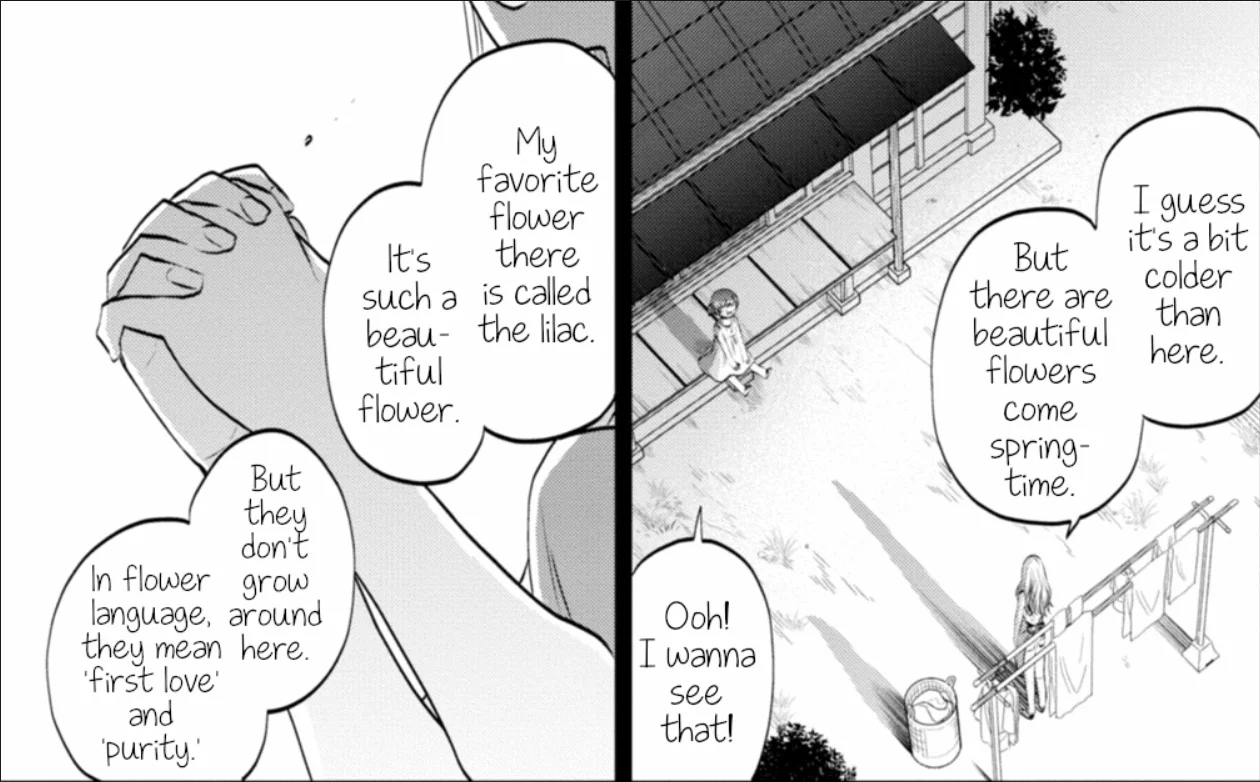 I guess
it's a bit
colder
than
here.
But
there are
beautiful
flowers
come
spring-
time.
Ooh!
I wanna
see
that!
My
favorite
flower
there
is called
the lilac.
It's
such a
beau-
tiful
flower.
But
they
don't
grow
around
here.
In flower
language,
they mean
'first love'
and
'purity.'